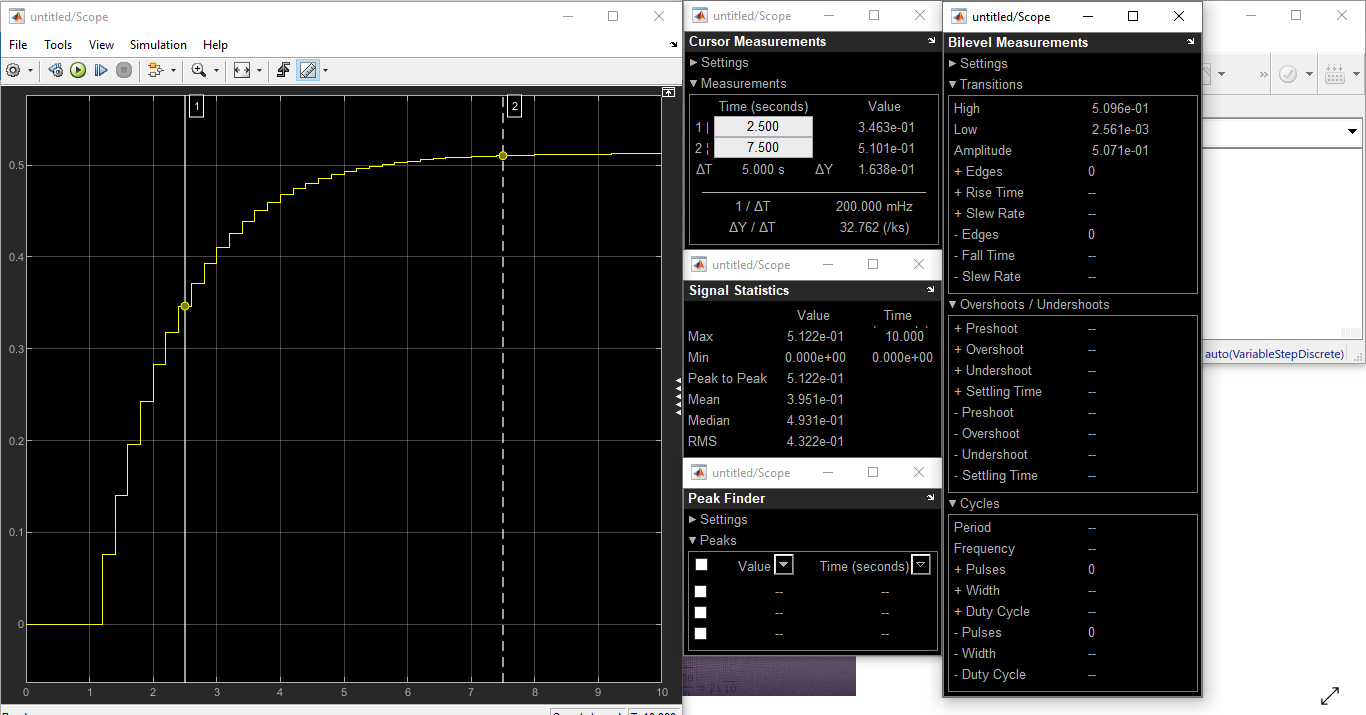 untitled/Scope
File Tools View Simulation Help
1
2
0.5
0.4
0.3
0.2
0.1
0
0 1 2 3 4 5 6 7 8 9 10
untitled/Scope
Cursor Measurements
Settings
Measurements
Time (seconds) Value
1 | 2.500 3.463e-01
2 ¦ 7.500 5.101e-01
ΔT 5.000 s ΔY 1.638e-01
1 / ΔT 200.000 mHz
ΔY / ΔT 32.762 (/ks)
untitled/Scope
Signal Statistics
Value Time
Max 5.122e-01 10.000
Min 0.000e+00 0.000e+00
Peak to Peak 5.122e-01
Mean 3.951e-01
Median 4.931e-01
RMS 4.322e-01
untitled/Scope
Peak Finder
Settings
Peaks
Value Time (seconds)
-- --
-- --
-- --
untitled/Scope
Bilevel Measurements
Settings
Transitions
High 5.096e-01
Low 2.561e-03
Amplitude 5.071e-01
+ Edges 0
+ Rise Time --
+ Slew Rate --
- Edges 0
- Fall Time --
- Slew Rate --
Overshoots / Undershoots
+ Preshoot --
+ Overshoot --
+ Undershoot --
+ Settling Time --
- Preshoot --
- Overshoot --
- Undershoot --
- Settling Time --
Cycles
Period --
Frequency --
+ Pulses 0
+ Width --
+ Duty Cycle --
- Pulses 0
- Width --
- Duty Cycle --
»
auto(VariableStepDiscrete)